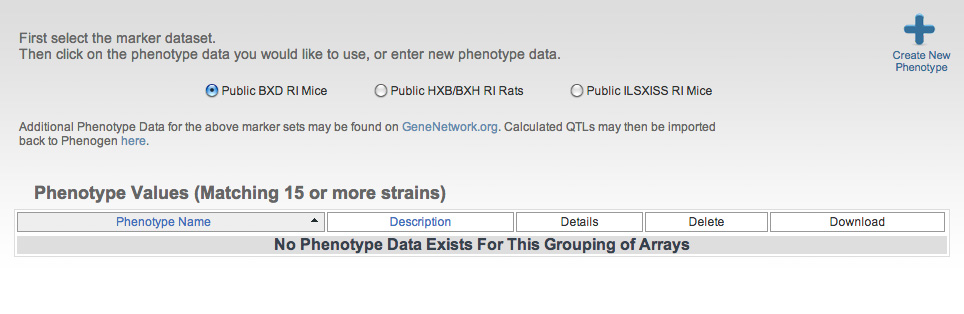 First select the marker dataset.
Then click on the phenotype data you would like to use, or enter new phenotype data.
Create New
Phenotype
Public BXD RI Mice
Public HXB/BXH RI Rats
Public ILSXISS RI Mice
Additional Phenotype Data for the above marker sets may be found on GeneNetwork.org. Calculated QTLs may then be imported
back to Phenogen here.
Phenotype Values (Matching 15 or more strains)
Phenotype Name
Description
Details
Delete
Download
No Phenotype Data Exists For This Grouping of Arrays